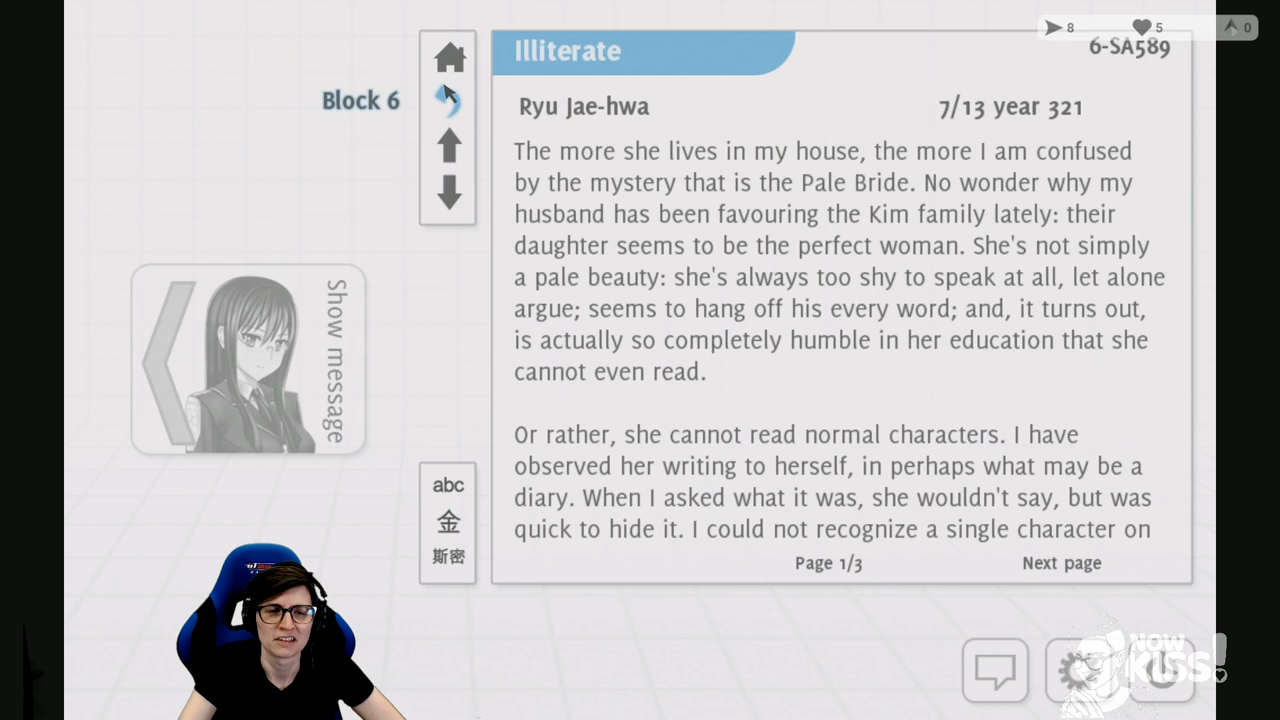 8
5
0
Illiterate
6-SA589
Block 6
Ryu Jae-hwa
7/13 year 321
The more she lives in my house, the more I am confused
by the mystery that is the Pale Bride. No wonder why my
husband has been favouring the Kim family lately: their
daughter seems to be the perfect woman. She's not simply
a pale beauty: she's always too shy to speak at all, let alone
argue; seems to hang off his every word; and, it turns out,
is actually so completely humble in her education that she
cannot even read.
Or rather, she cannot read normal characters. I have
observed her writing to herself, in perhaps what may be a
diary. When I asked what it was, she wouldn't say, but was
quick to hide it. I could not recognize a single character on
Page 1/3
Next page
Show message
abc
金
斯密
NOW
KISS!